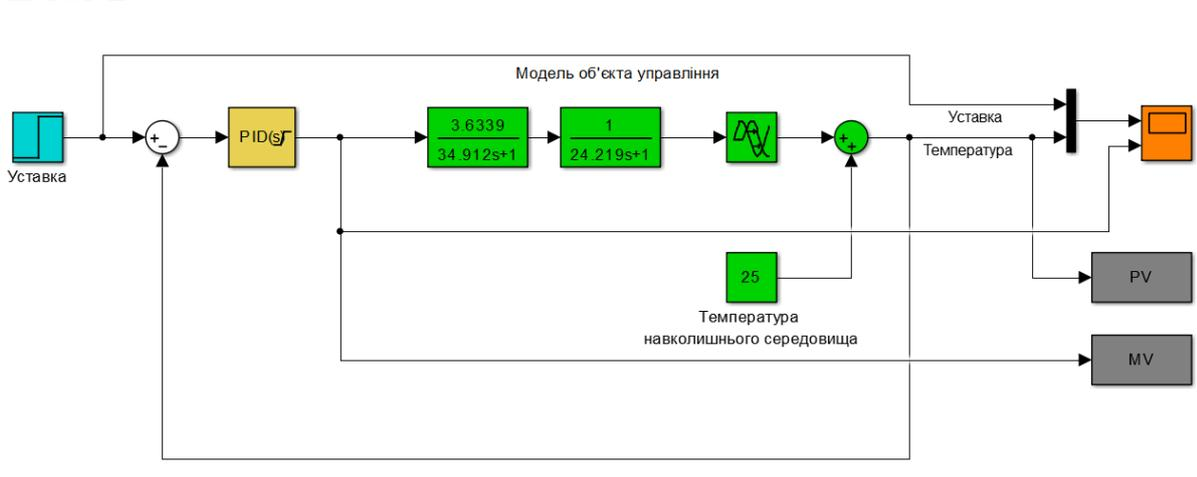 Модель об'єкта управління
Уставка
+
−
PID(s)
3.6339
34.912s+1
1
24.219s+1
+
+
Уставка
Температура
25
Температура
навколишнього середовища
PV
MV